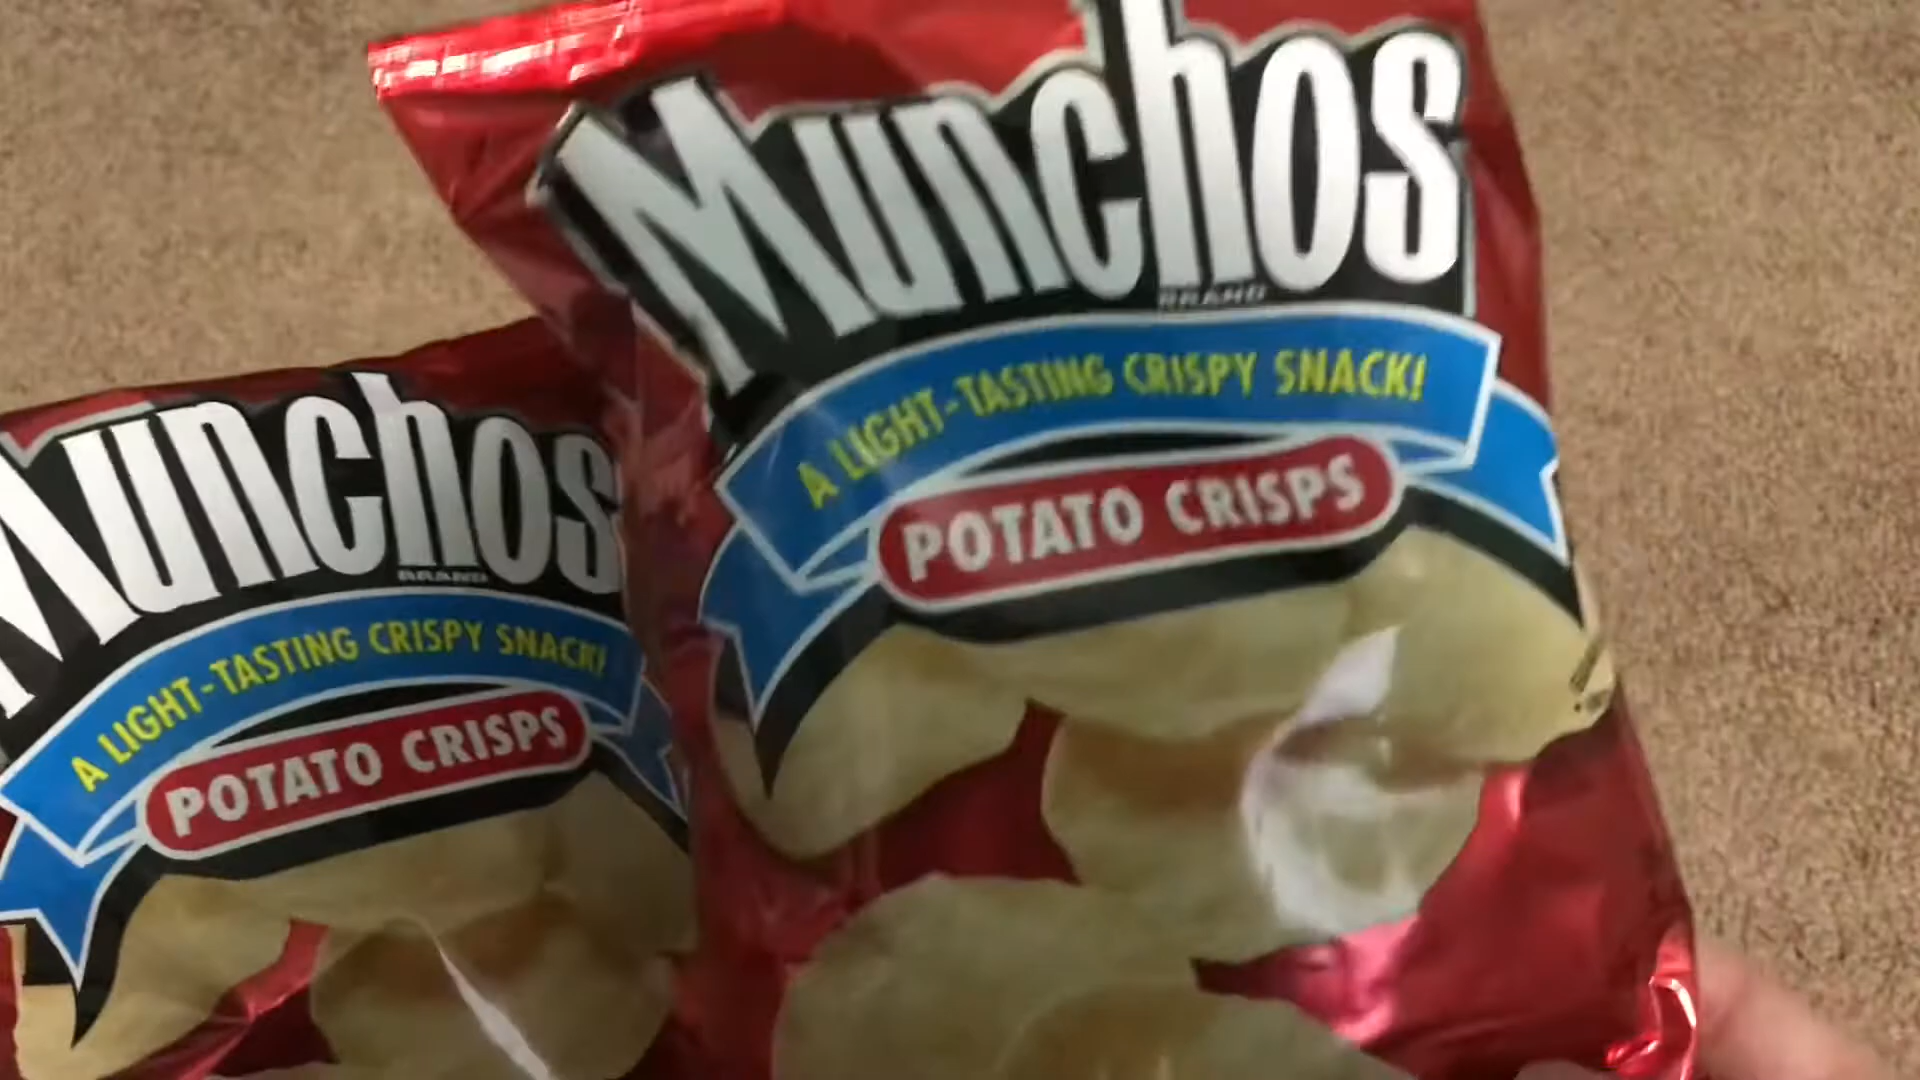 Munchos
BRAND
A LIGHT-TASTING CRISPY SNACK!
POTATO CRISPS
Munchos
BRAND
A LIGHT-TASTING CRISPY SNACK!
POTATO CRISPS